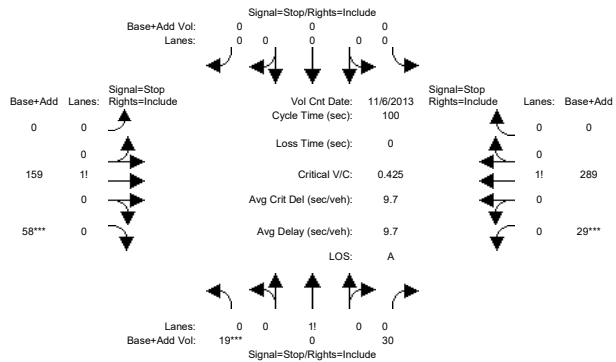 Signal=Stop/Rights=Include
Base+Add Vol: 0 0 0
Lanes: 0 0 0 0 0
Signal=Stop Signal=Stop
Base+Add Lanes: Rights=Include Vol Cnt Date: 11/6/2013 Rights=Include Lanes: Base+Add
Cycle Time (sec): 100
0 0 0 0
Loss Time (sec): 0
0 0
159 1! Critical V/C: 0.425 1! 289
0 Avg Crit Del (sec/veh): 9.7 0
58*** 0 Avg Delay (sec/veh): 9.7 0 29***
LOS: A
Lanes: 0 0 1! 0 0
Base+Add Vol: 19*** 0 30
Signal=Stop/Rights=Include